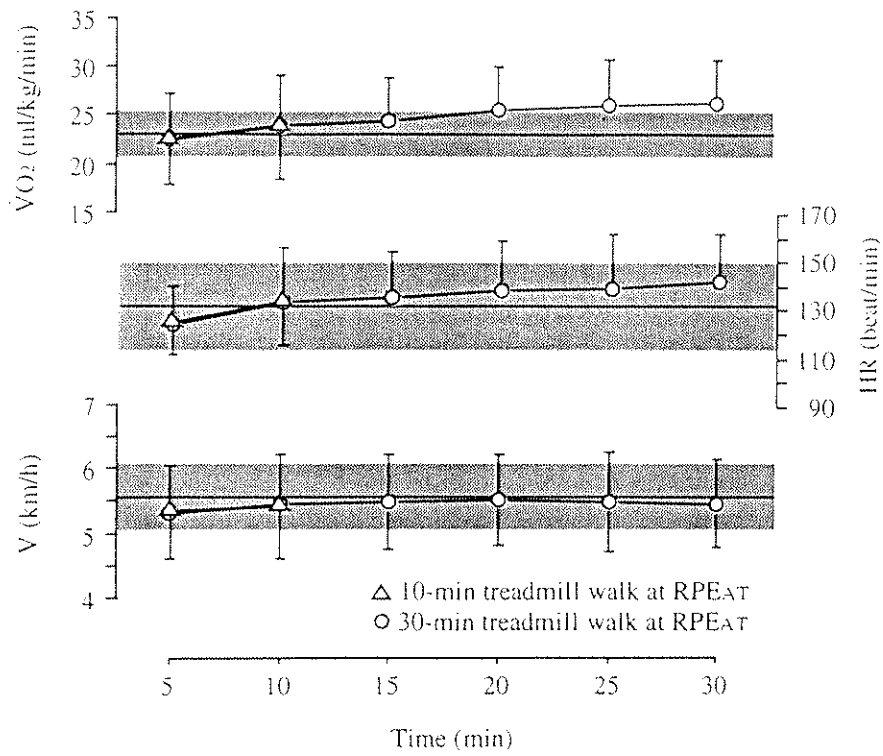 35
30
25
20
15
V̇O₂ (ml/kg/min)
170
150
130
110
90
HR (beat/min)
7
6
5
4
V (km/h)
10-min treadmill walk at RPEAT
30-min treadmill walk at RPEAT
5 10 15 20 25 30
Time (min)